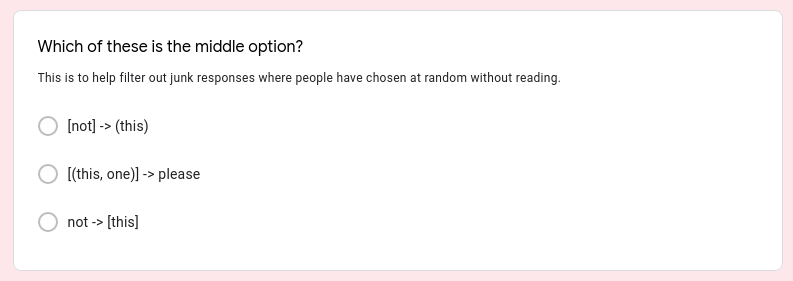 Which of these is the middle option?
This is to help filter out junk responses where people have chosen at random without reading.
[not] -> (this)
[(this, one)] -> please
not -> [this]